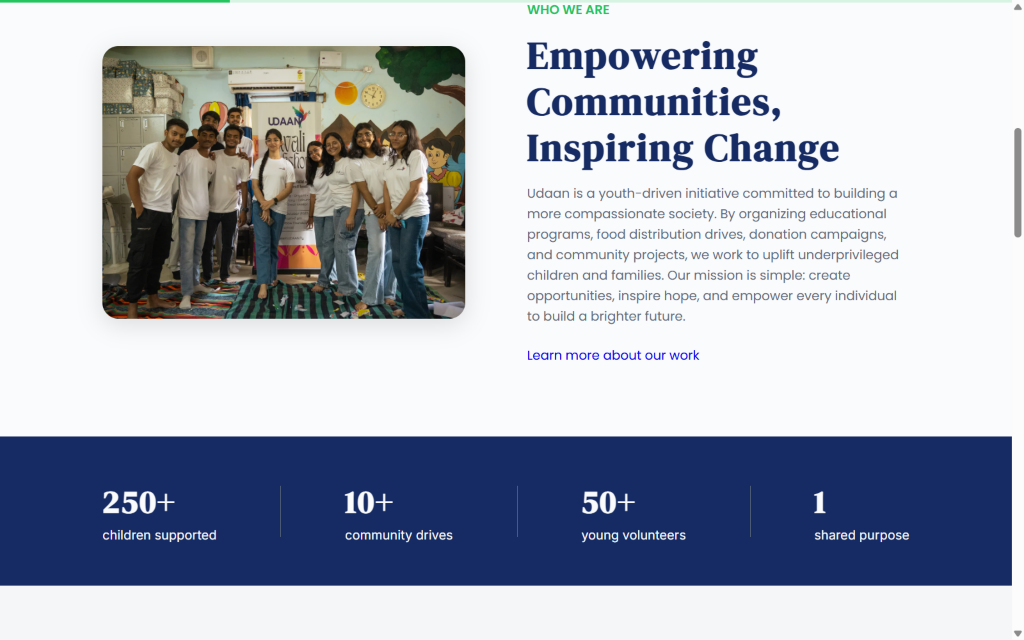 WHO WE ARE
Empowering
Communities,
Inspiring Change
Udaan is a youth-driven initiative committed to building a
more compassionate society. By organizing educational
programs, food distribution drives, donation campaigns,
and community projects, we work to uplift underprivileged
children and families. Our mission is simple: create
opportunities, inspire hope, and empower every individual
to build a brighter future.
Learn more about our work
UDAAN
250+
children supported
10+
community drives
50+
young volunteers
1
shared purpose